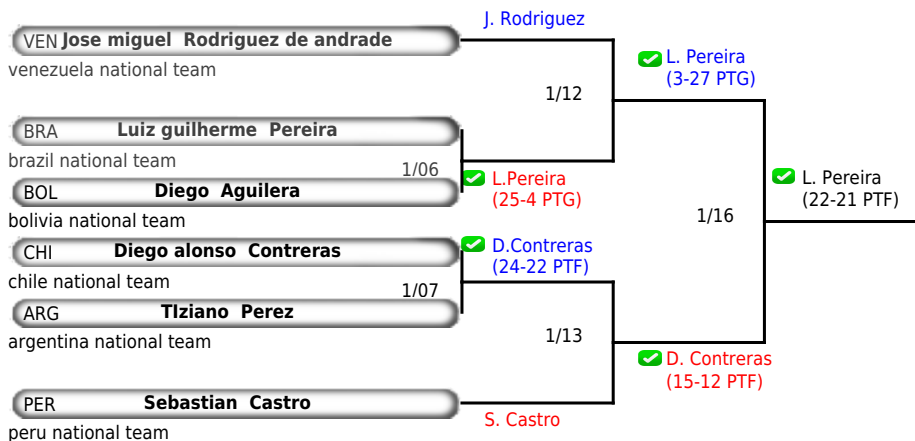 J. Rodriguez
VEN Jose miguel  Rodriguez de andrade
venezuela national team
L. Pereira
(3-27 PTG)
1/12
BRA Luiz guilherme  Pereira
brazil national team
1/06
L.Pereira
(25-4 PTG)
BOL Diego  Aguilera
bolivia national team
L. Pereira
(22-21 PTF)
1/16
CHI Diego alonso  Contreras
chile national team
D.Contreras
(24-22 PTF)
1/07
ARG TIziano  Perez
argentina national team
1/13
D. Contreras
(15-12 PTF)
PER Sebastian  Castro
peru national team
S. Castro